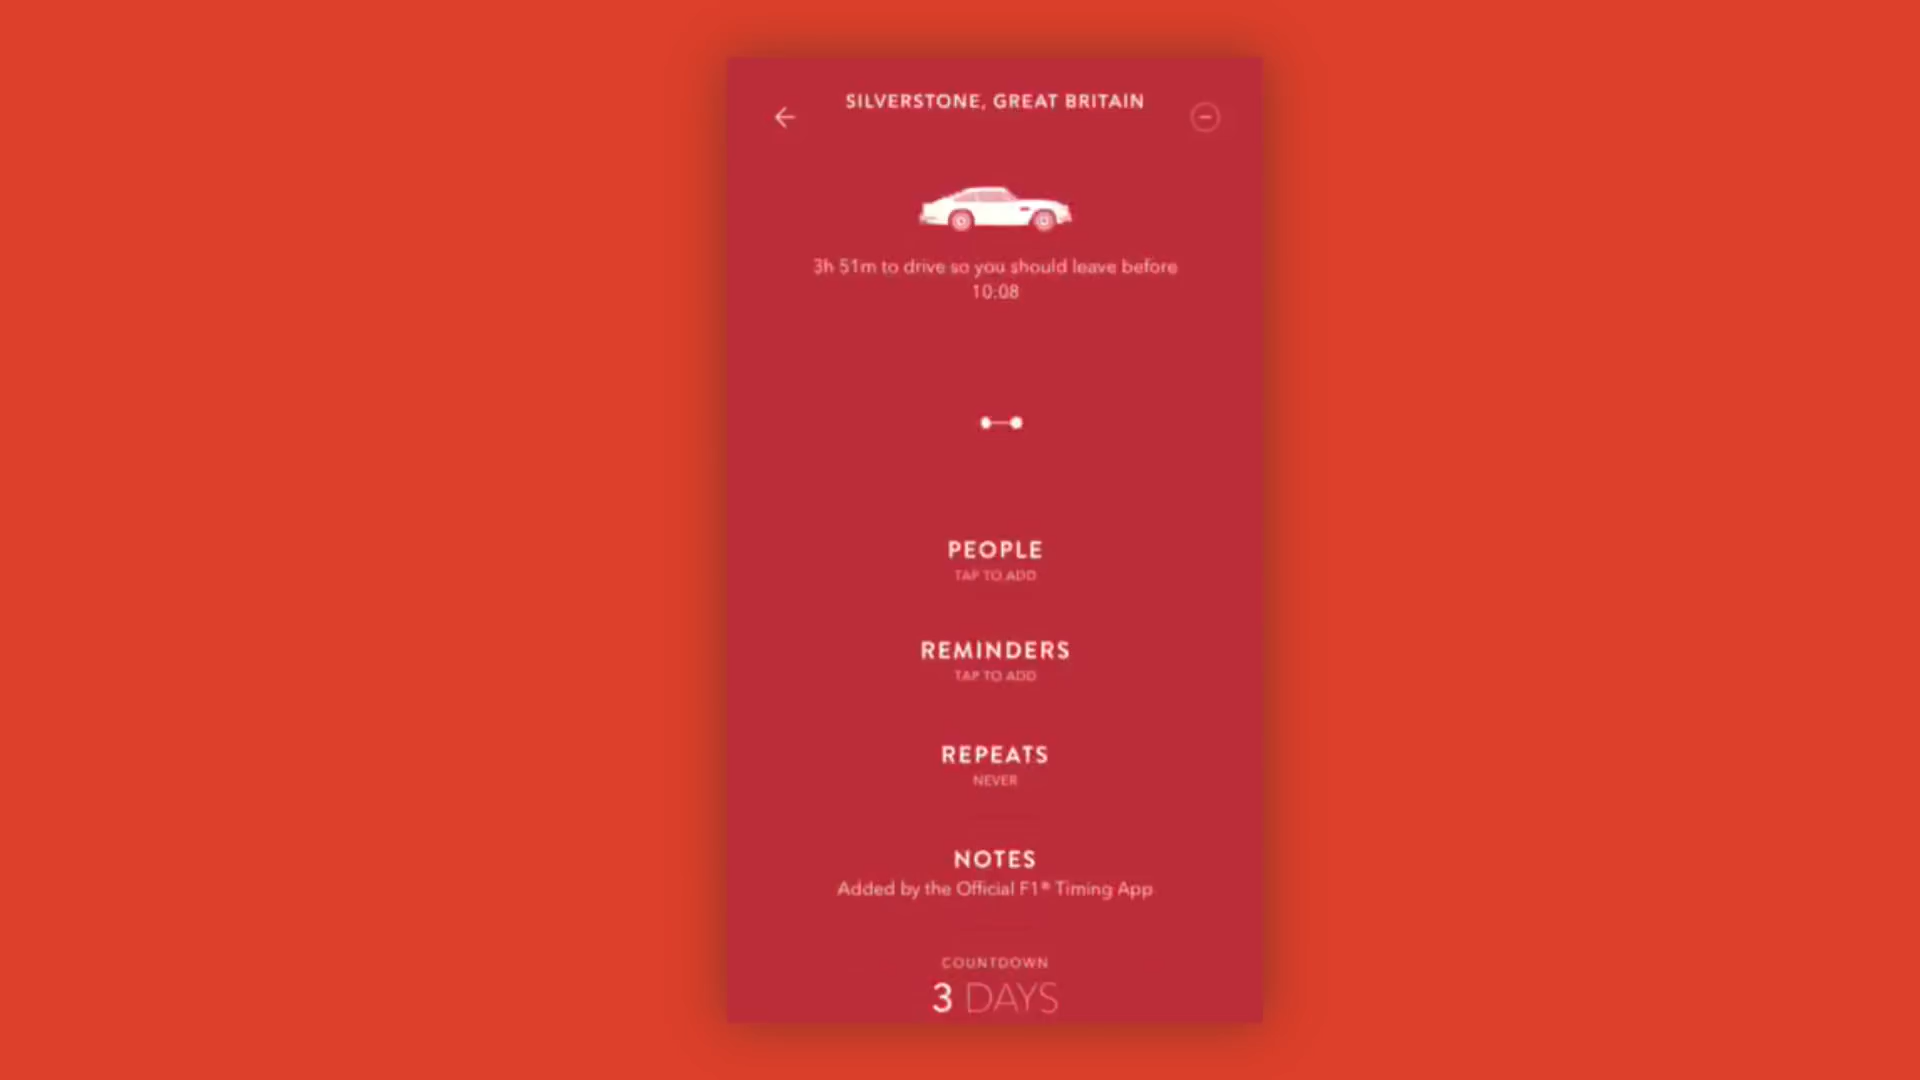 SILVERSTONE, GREAT BRITAIN
3h 51m to drive so you should leave before
10:08
PEOPLE
TAP TO ADD
REMINDERS
TAP TO ADD
REPEATS
NEVER
NOTES
Added by the Official F1® Timing App
COUNTDOWN
3 DAYS